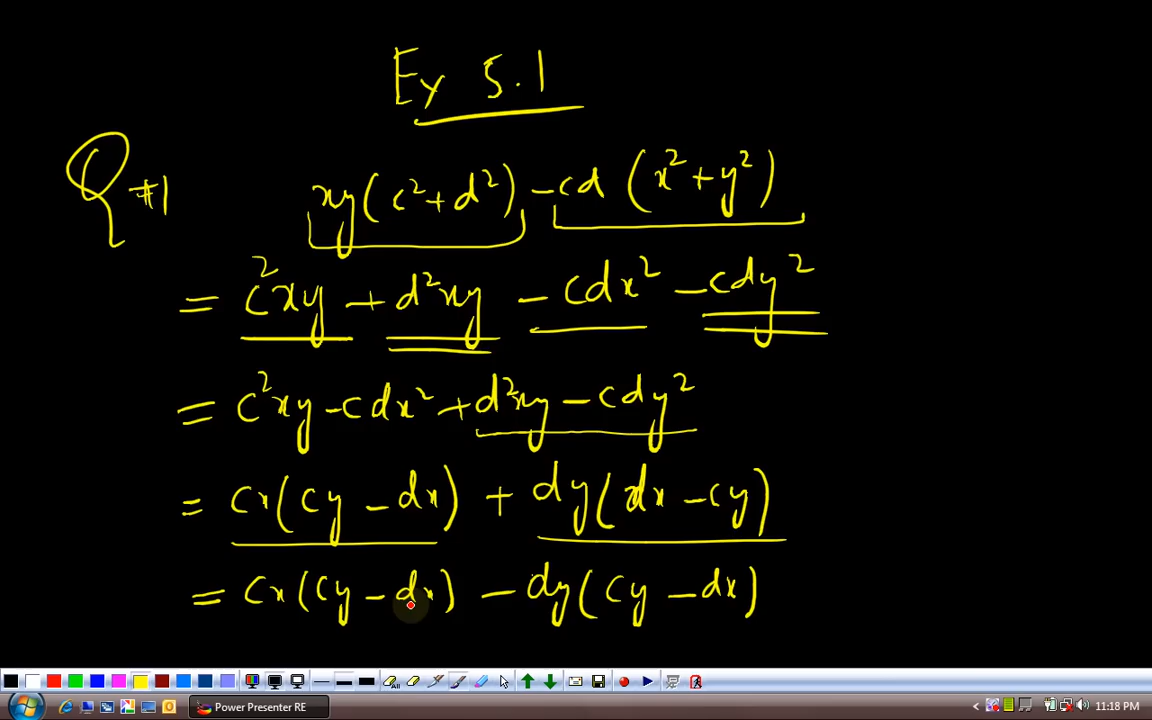 Ex 5.1
Q #1 xy(c²+d²) -cd (x²+y²)
= c²xy + d²xy - cdx² - cdy²
= c²xy - cdx² + d²xy - cdy²
= cx(cy - dx) + dy(dx - cy)
= cx(cy - dx) - dy(cy - dx)
All
Power Presenter RE
11:18 PM